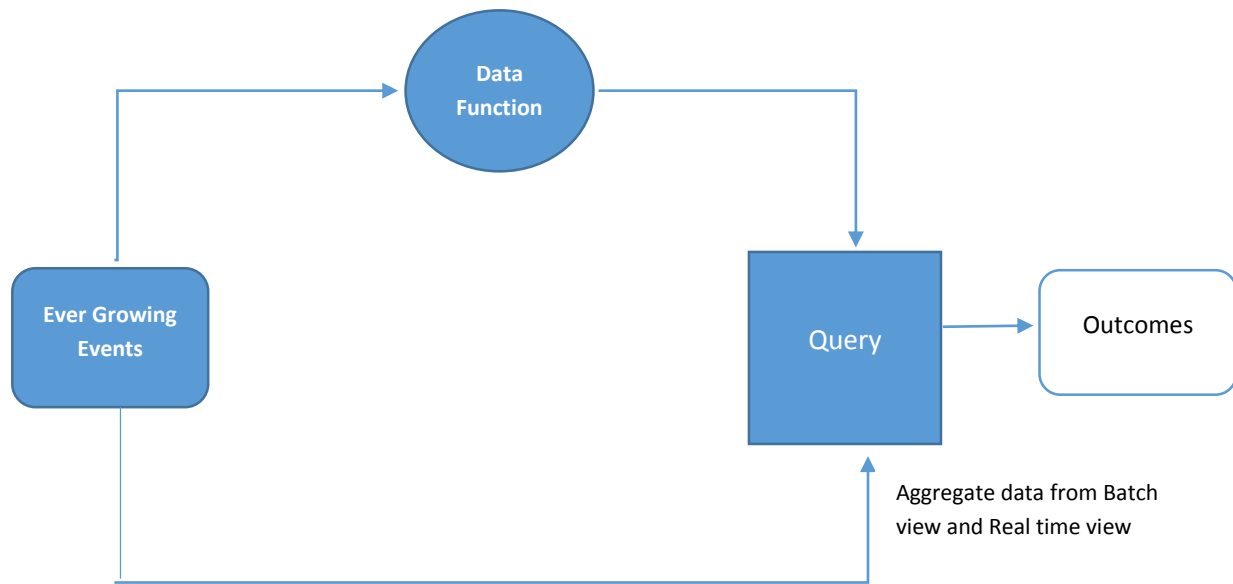 Data
Function
Ever Growing
Events
Query
Outcomes
Aggregate data from Batch
view and Real time view